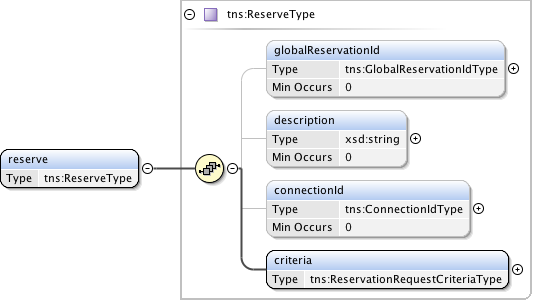 tns:ReserveType
globalReservationId
Type tns:GlobalReservationIdType
Min Occurs 0
description
Type xsd:string
Min Occurs 0
reserve
Type tns:ReserveType
connectionId
Type tns:ConnectionIdType
Min Occurs 0
criteria
Type tns:ReservationRequestCriteriaType